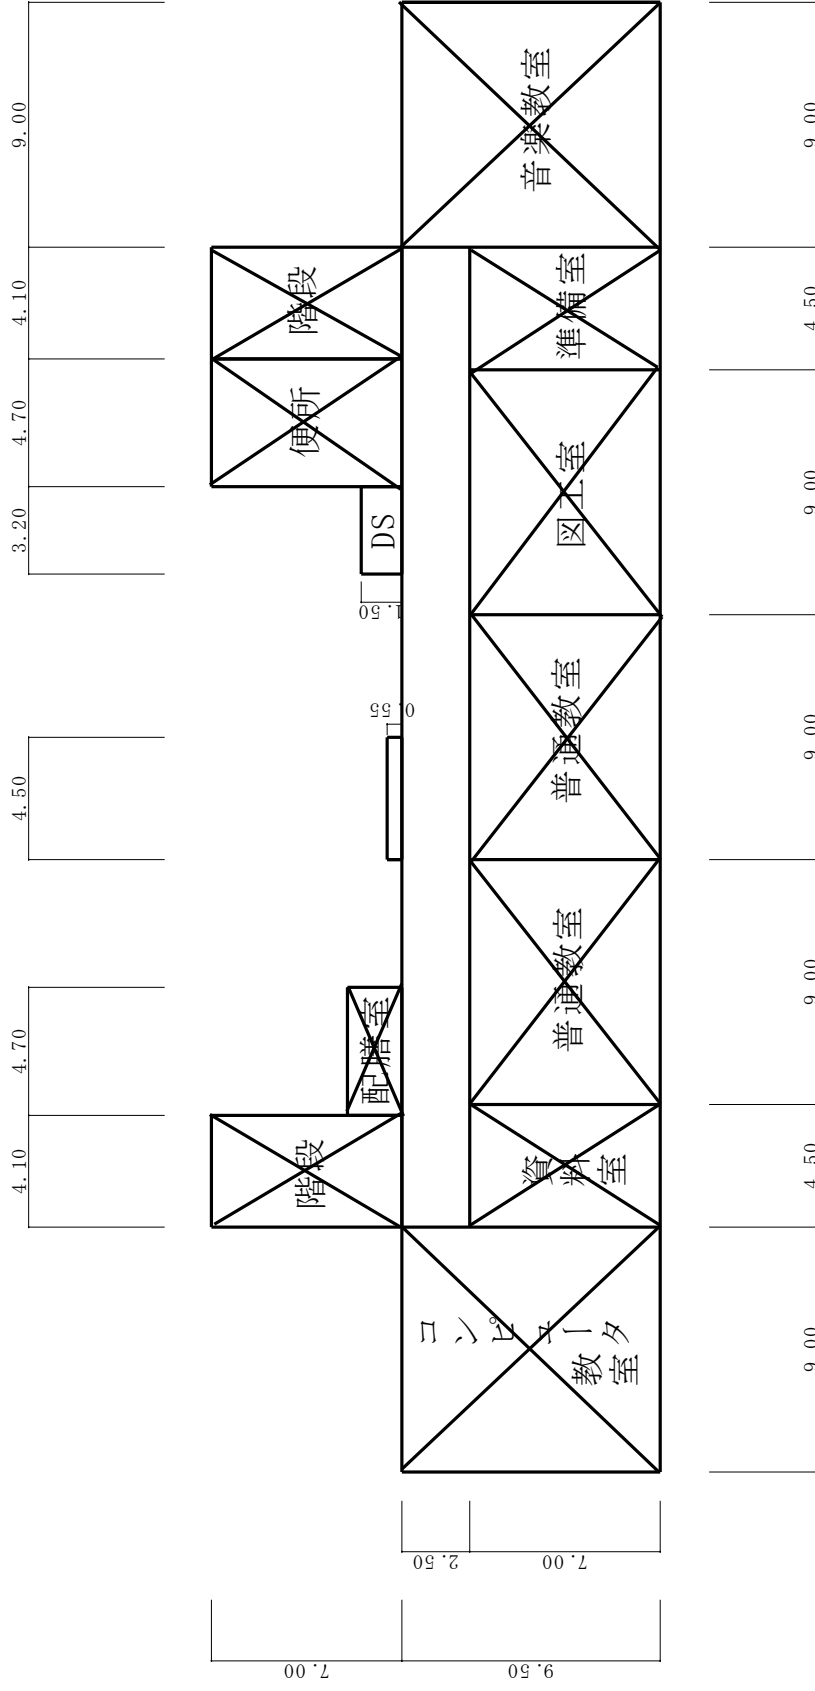 9.00
4.10
4.70
3.20
4.50
4.70
4.10
音楽教室
階段
便所
DS
1.50
0.55
配膳室
階段
準備室
図工室
普通教室
普通教室
資料室
コンピュータ
教室
9.00
4.50
9.00
9.00
9.00
4.50
9.00
2.50
7.00
7.00
9.50